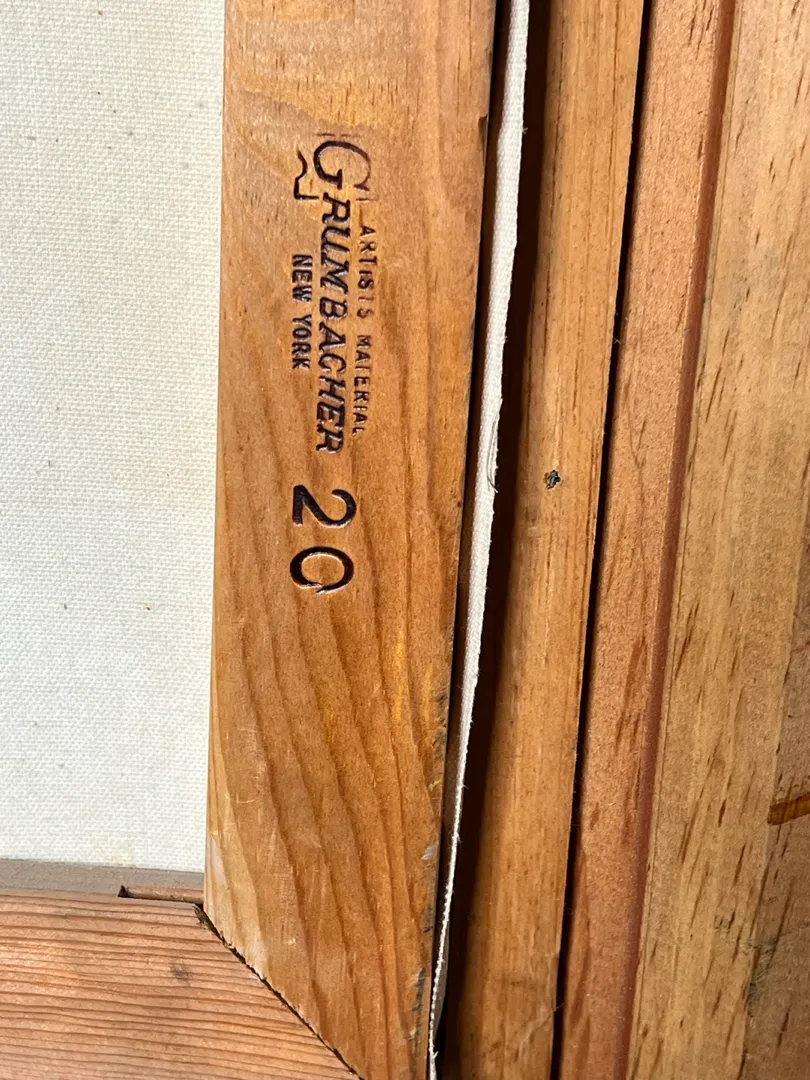 ARTISTS MATERIAL
GRUMBACHER 20
NEW YORK